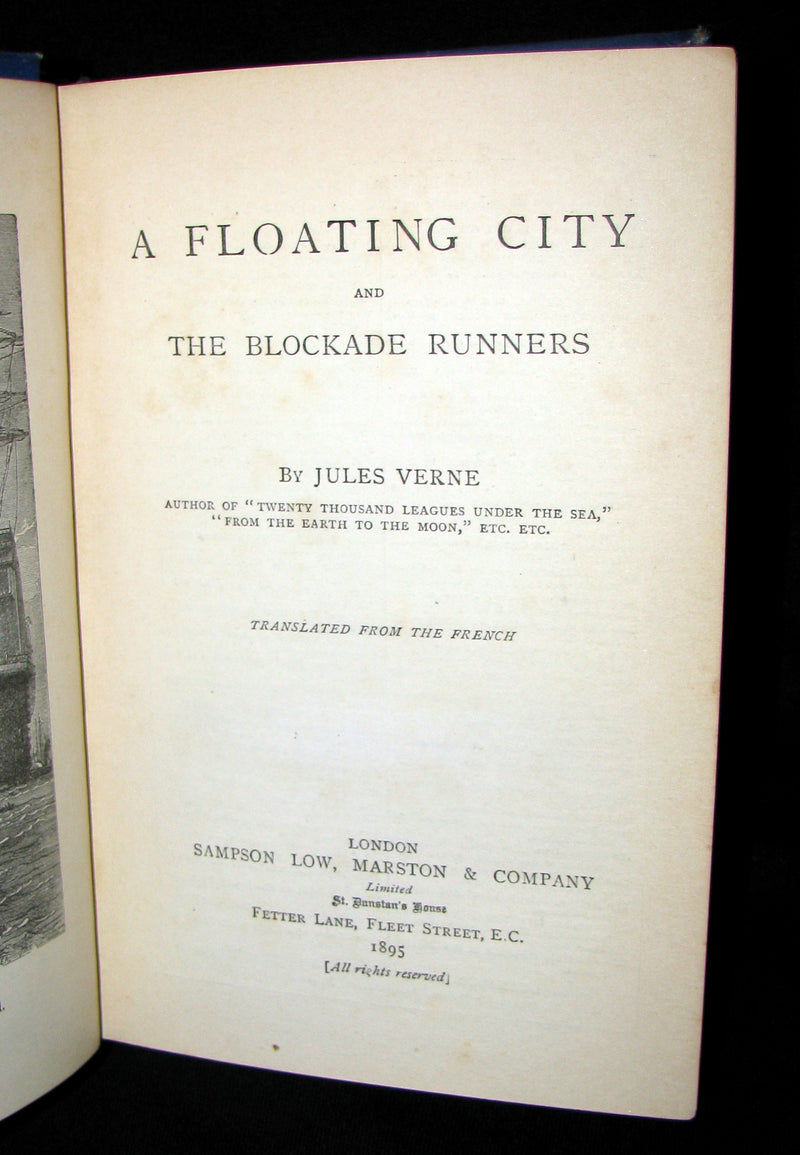 A FLOATING CITY
AND
THE BLOCKADE RUNNERS
By JULES VERNE
AUTHOR OF "TWENTY THOUSAND LEAGUES UNDER THE SEA,"
"FROM THE EARTH TO THE MOON," ETC. ETC.
TRANSLATED FROM THE FRENCH
LONDON
SAMPSON LOW, MARSTON & COMPANY
Limited
St. Dunstan's House
FETTER LANE, FLEET STREET, E.C.
1895
[All rights reserved]